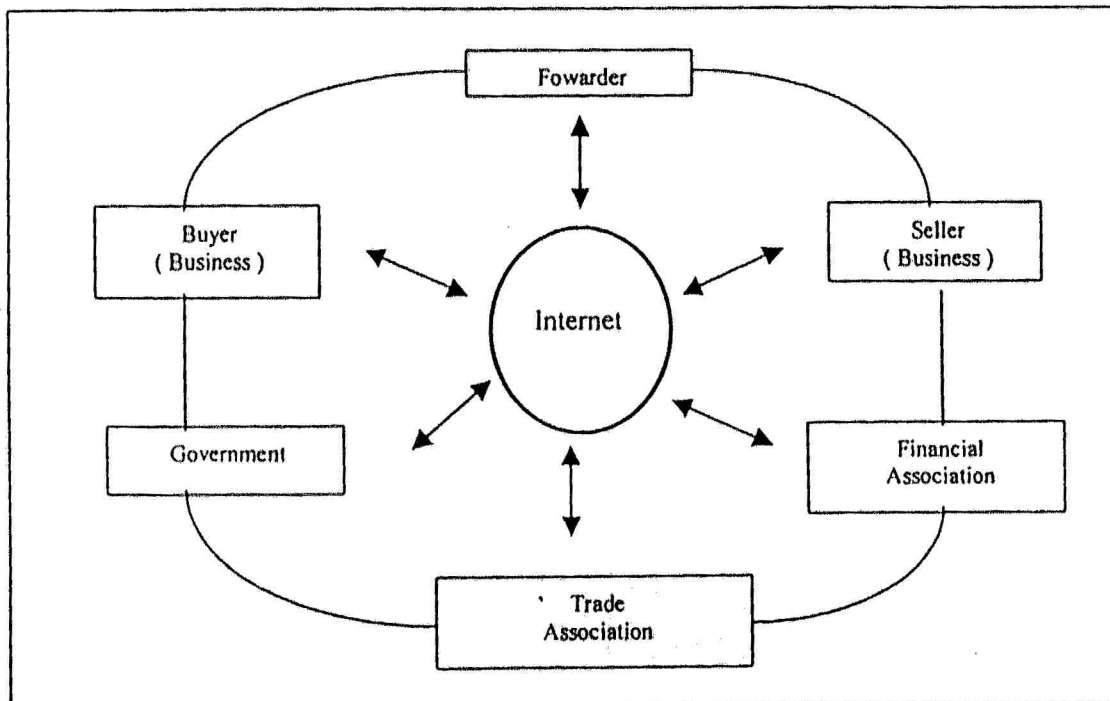 Fowarder
Buyer
( Business )
Seller
( Business )
Internet
Government
Financial
Association
Trade
Association